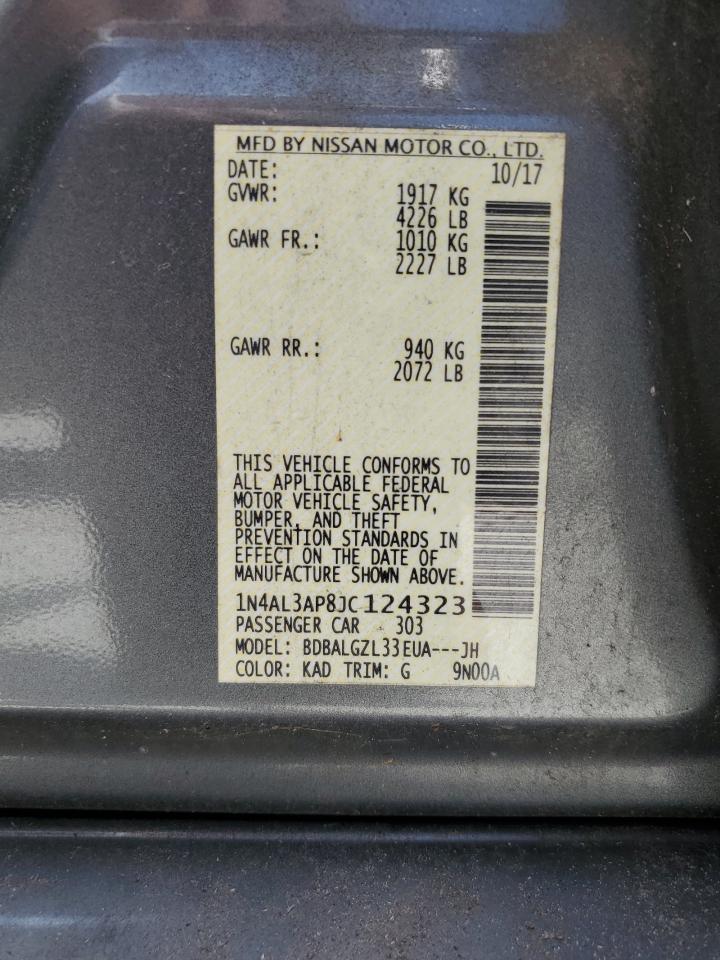 MFD BY NISSAN MOTOR CO., LTD.
DATE: 10/17
GVWR: 1917 KG
4226 LB
GAWR FR.: 1010 KG
2227 LB
GAWR RR.: 940 KG
2072 LB
THIS VEHICLE CONFORMS TO
ALL APPLICABLE FEDERAL
MOTOR VEHICLE SAFETY,
BUMPER, AND THEFT
PREVENTION STANDARDS IN
EFFECT ON THE DATE OF
MANUFACTURE SHOWN ABOVE.
1N4AL3AP8JC124323
PASSENGER CAR 303
MODEL: BDBALGZL33EUA---JH
COLOR: KAD TRIM: G 9N00A